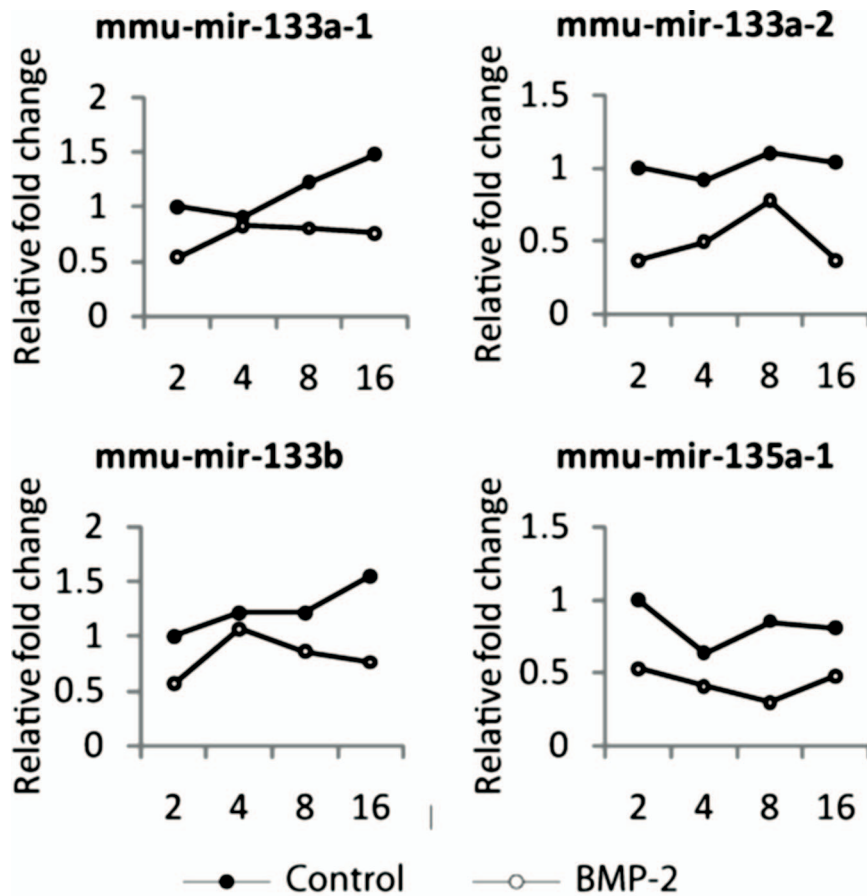 mmu-mir-133a-1
Relative fold change
2
1.5
1
0.5
0
2 4 8 16
mmu-mir-133a-2
Relative fold change
1.5
1
0.5
0
2 4 8 16
mmu-mir-133b
Relative fold change
2
1.5
1
0.5
0
2 4 8 16
mmu-mir-135a-1
Relative fold change
1.5
1
0.5
0
2 4 8 16
Control BMP-2